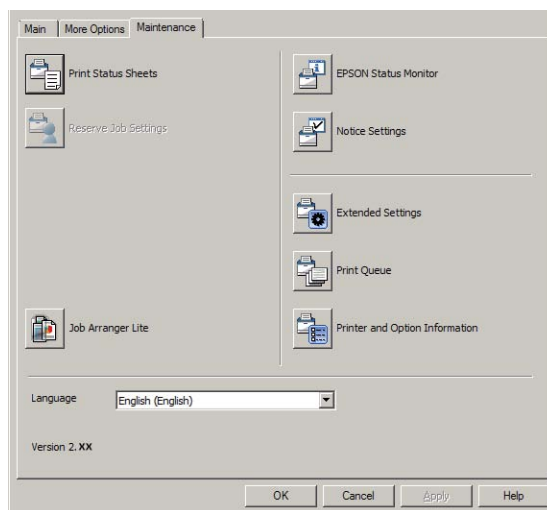 Main More Options Maintenance
Print Status Sheets
EPSON Status Monitor
Reserve Job Settings
Notice Settings
Extended Settings
Print Queue
Job Arranger Lite
Printer and Option Information
Language English (English)
Version 2.XX
OK Cancel Apply Help